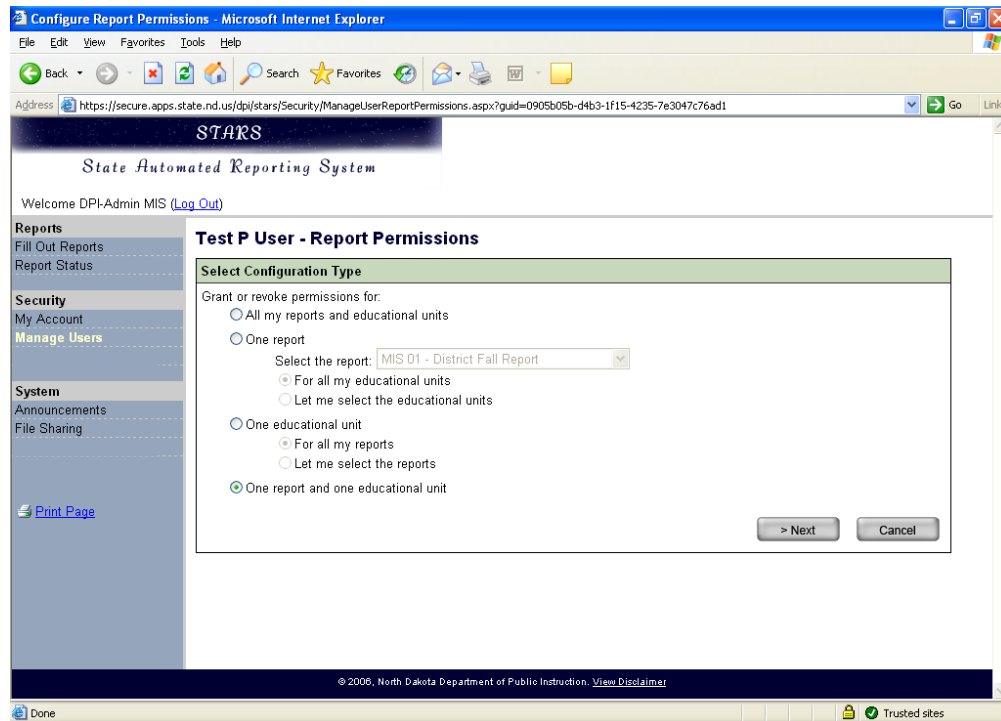 Configure Report Permissions - Microsoft Internet Explorer
File Edit View Favorites Tools Help
Back Search Favorites
Address https://secure.apps.state.nd.us/dpi/stars/Security/ManageUserReportPermissions.aspx?guid=0905b05b-d4b3-1f15-4235-7e3047c76ad1 Go Link
STARS
State Automated Reporting System
Welcome DPI-Admin MIS (Log Out)
Reports
Fill Out Reports
Report Status
Security
My Account
Manage Users
System
Announcements
File Sharing
Print Page
Test P User - Report Permissions
Select Configuration Type
Grant or revoke permissions for:
All my reports and educational units
One report
Select the report: MIS 01 - District Fall Report
For all my educational units
Let me select the educational units
One educational unit
For all my reports
Let me select the reports
One report and one educational unit
> Next Cancel
© 2006, North Dakota Department of Public Instruction. View Disclaimer
Done Trusted sites